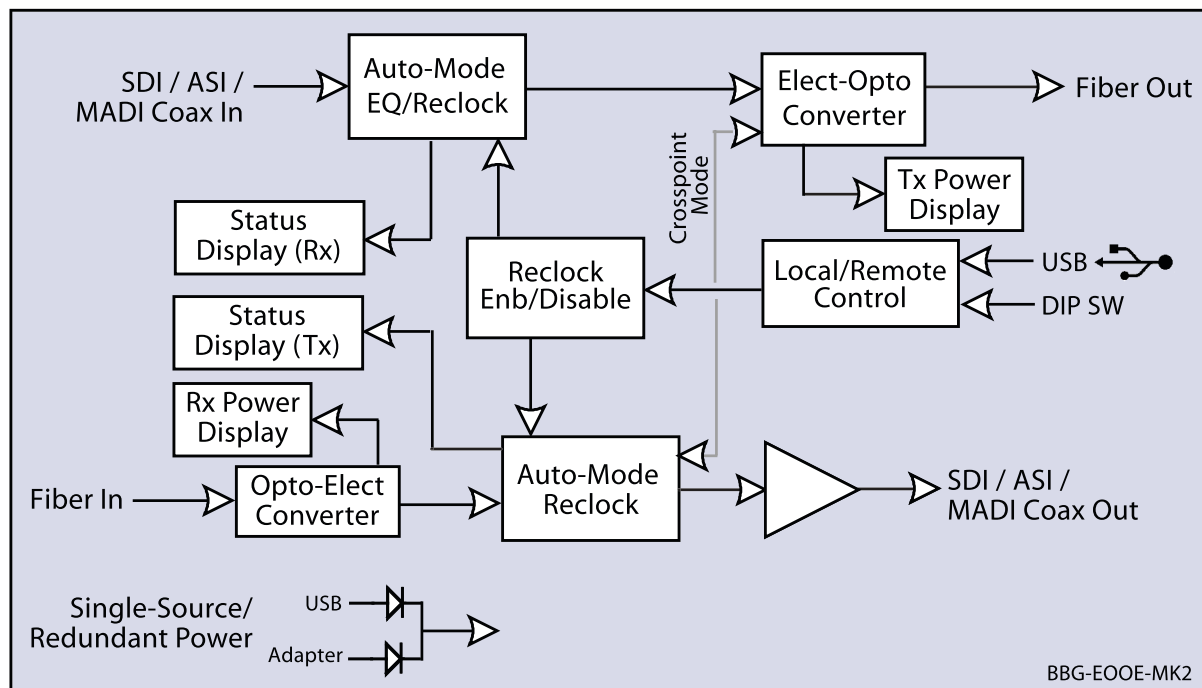 SDI / ASI /
MADI Coax In
Auto-Mode
EQ/Reclock
Elect-Opto
Converter
Fiber Out
Crosspoint
Mode
Tx Power
Display
Status
Display (Rx)
Reclock
Enb/Disable
Local/Remote
Control
USB
DIP SW
Status
Display (Tx)
Rx Power
Display
Fiber In
Opto-Elect
Converter
Auto-Mode
Reclock
SDI / ASI /
MADI Coax Out
Single-Source/
Redundant Power
USB
Adapter
BBG-EOOE-MK2